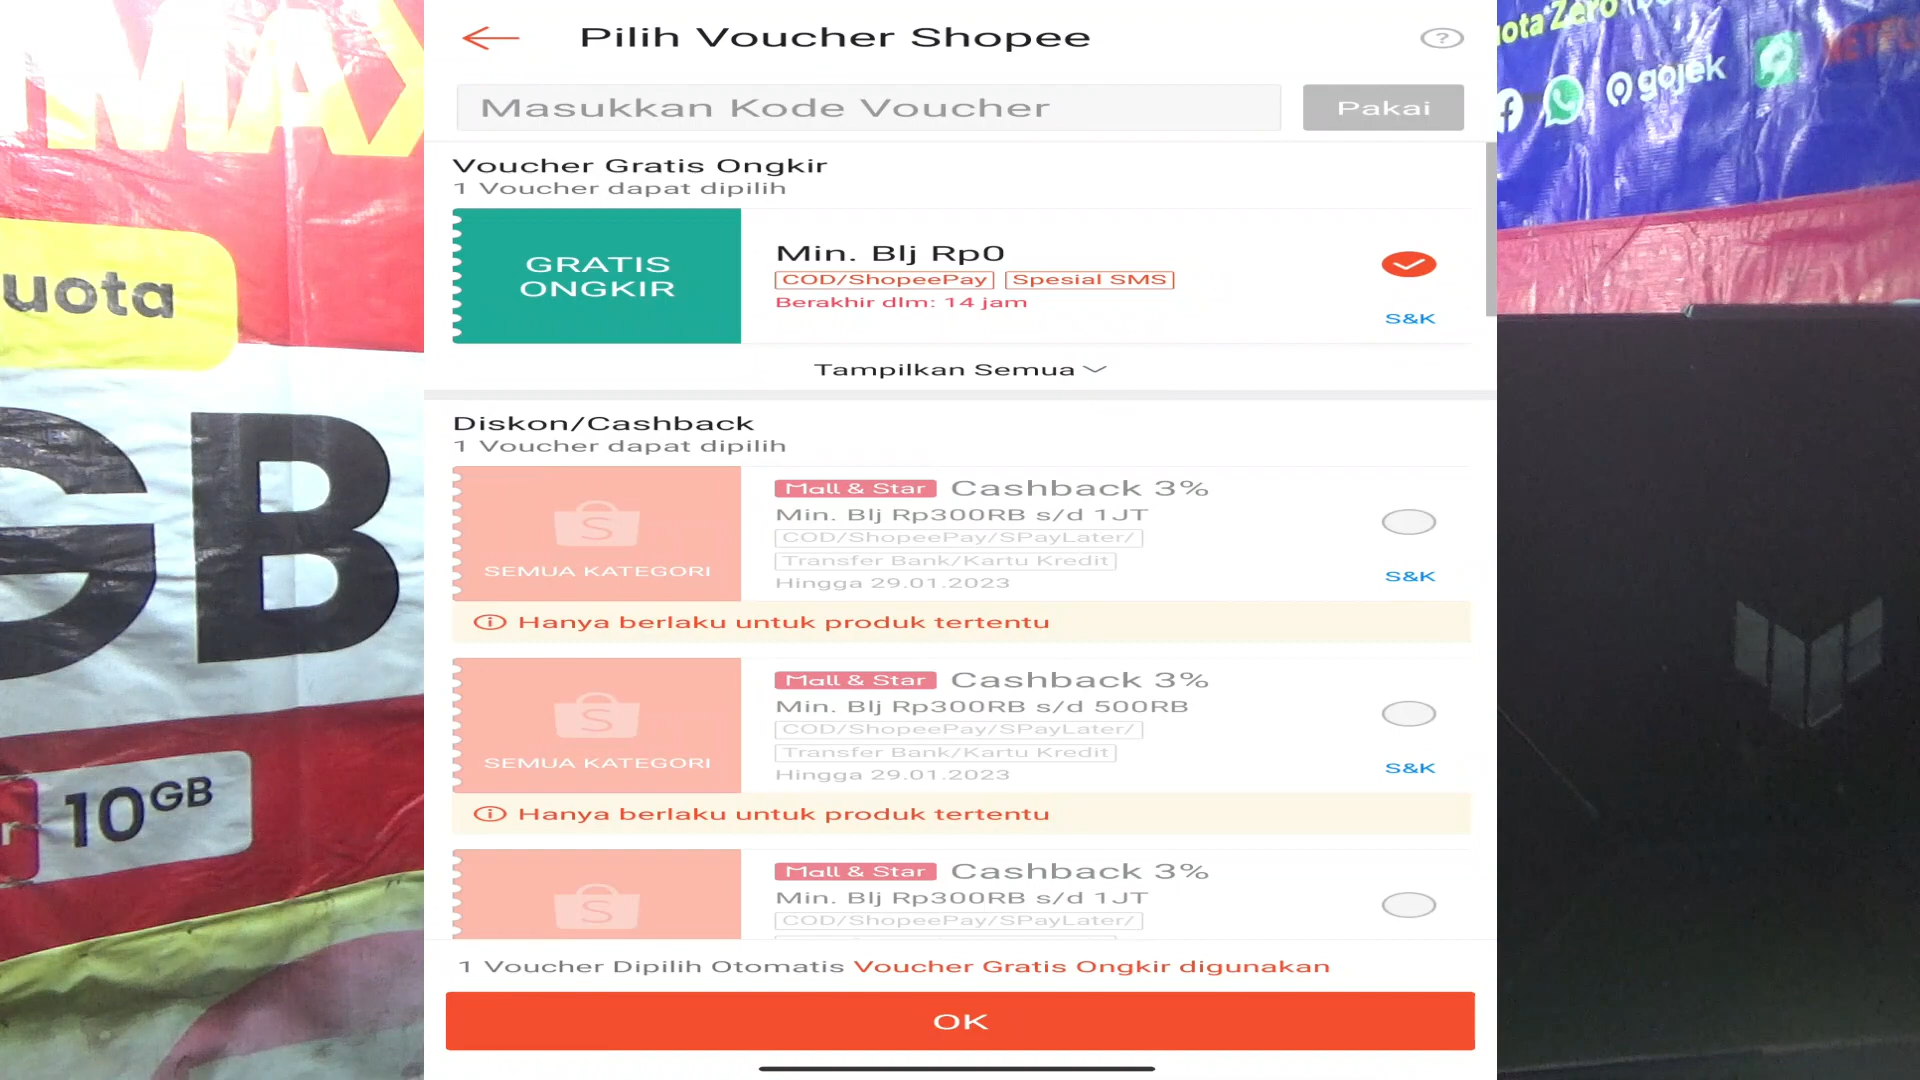 MAX
uota
GB
10GB
Pilih Voucher Shopee
?
Masukkan Kode Voucher
Pakai
Voucher Gratis Ongkir
1 Voucher dapat dipilih
GRATIS
ONGKIR
Min. Blj Rp0
COD/ShopeePay
Spesial SMS
Berakhir dlm: 14 jam
S&K
Tampilkan Semua
Diskon/Cashback
1 Voucher dapat dipilih
S
SEMUA KATEGORI
Mall & Star Cashback 3%
Min. Blj Rp300RB s/d 1JT
COD/ShopeePay/SPayLater/
Transfer Bank/Kartu Kredit
Hingga 29.01.2023
S&K
Hanya berlaku untuk produk tertentu
S
SEMUA KATEGORI
Mall & Star Cashback 3%
Min. Blj Rp300RB s/d 500RB
COD/ShopeePay/SPayLater/
Transfer Bank/Kartu Kredit
Hingga 29.01.2023
S&K
Hanya berlaku untuk produk tertentu
S
Mall & Star Cashback 3%
Min. Blj Rp300RB s/d 1JT
COD/ShopeePay/SPayLater/
1 Voucher Dipilih Otomatis Voucher Gratis Ongkir digunakan
OK
uota Zero
f
gojek
NETFL